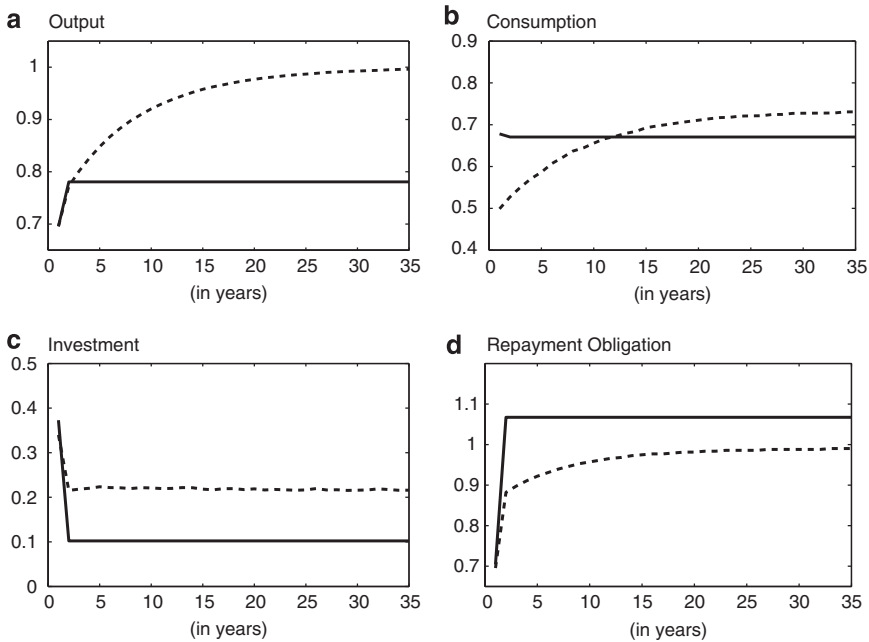 a Output
1
0.9
0.8
0.7
0 5 10 15 20 25 30 35
(in years)
b Consumption
0.9
0.8
0.7
0.6
0.5
0.4
0 5 10 15 20 25 30 35
(in years)
c Investment
0.5
0.4
0.3
0.2
0.1
0
0 5 10 15 20 25 30 35
(in years)
d Repayment Obligation
1.1
1
0.9
0.8
0.7
0 5 10 15 20 25 30 35
(in years)